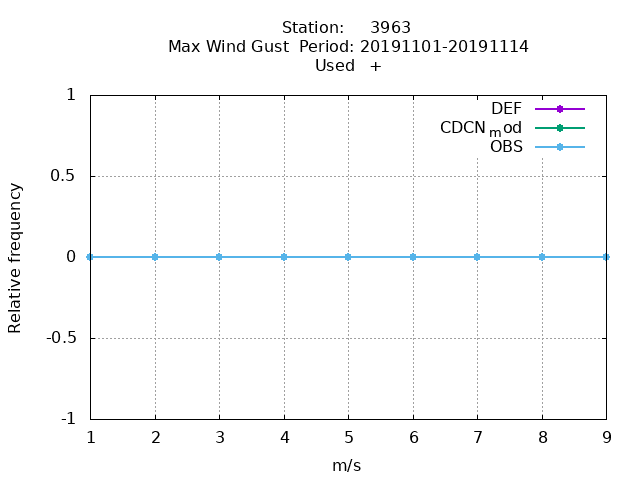 Station: 3963
Max Wind Gust Period: 20191101-20191114
Used +
DEF
CDCN_mod
OBS
Relative frequency
1
0.5
0
-0.5
-1
1 2 3 4 5 6 7 8 9
m/s